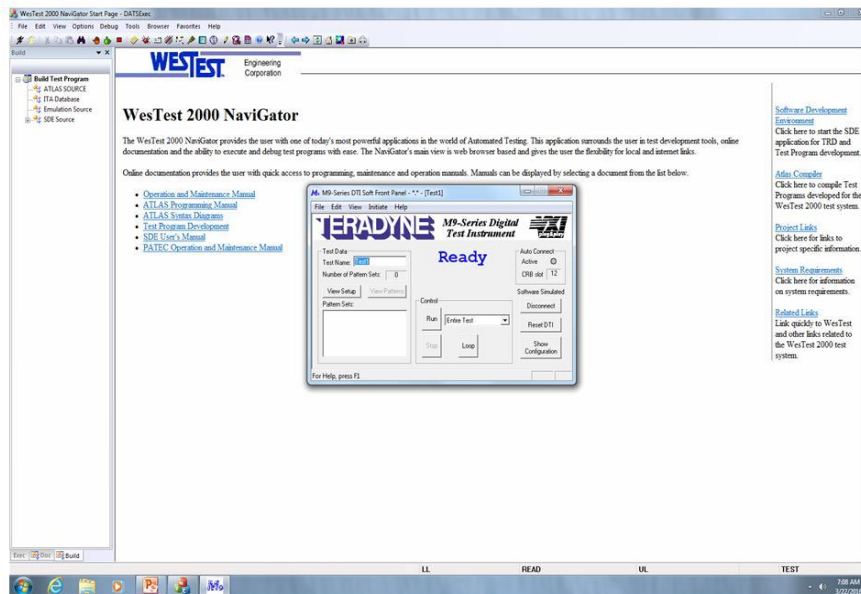 WesTest 2000 NaviGator Start Page - DATSExec
File Edit View Options Debug Tools Browser Favorites Help
Build
WESTEST
Engineering
Corporation
Build Test Program
ATLAS SOURCE
ITA Database
Emulation Source
SDE Source
WesTest 2000 NaviGator
The WesTest 2000 NaviGator provides the user with one of today's most powerful applications in the world of Automated Testing. This application surrounds the user in test development tools, online
documentation and the ability to execute and debug test programs with ease. The NaviGator's main view is web browser based and gives the user the flexibility for local and internet links.
Online documentation provides the user with quick access to programming, maintenance and operation manuals. Manuals can be displayed by selecting a document from the list below.
Operation and Maintenance Manual
ATLAS Programming Manual
ATLAS Syntax Diagrams
Test Program Development
SDE User's Manual
PATEC Operation and Maintenance Manual
M9-Series DTI Soft Front Panel - *.* - [Test1]
File Edit View Initiate Help
TERADYNE
M9-Series Digital
Test Instrument
VXI
Test Data
Test Name: Test1
Number of Pattern Sets: 0
View Setup View Patterns
Pattern Sets:
Ready
Control
Run Entire Test
Stop Loop
Auto Connect
Active
CRB slot 12
Software Simulated
Disconnect
Reset DTI
Show
Configuration
For Help, press F1
Software Development
Environment
Click here to start the SDE
application for TRD and
Test Program development.
Atlas Compiler
Click here to compile Test
Programs developed for the
WesTest 2000 test system.
Project Links
Click here for links to
project specific information.
System Requirements
Click here for information
on system requirements.
Related Links
Link quickly to WesTest
and other links related to
the WesTest 2000 test
system.
Exec Doc Build
LL READ UL TEST
7:08 AM